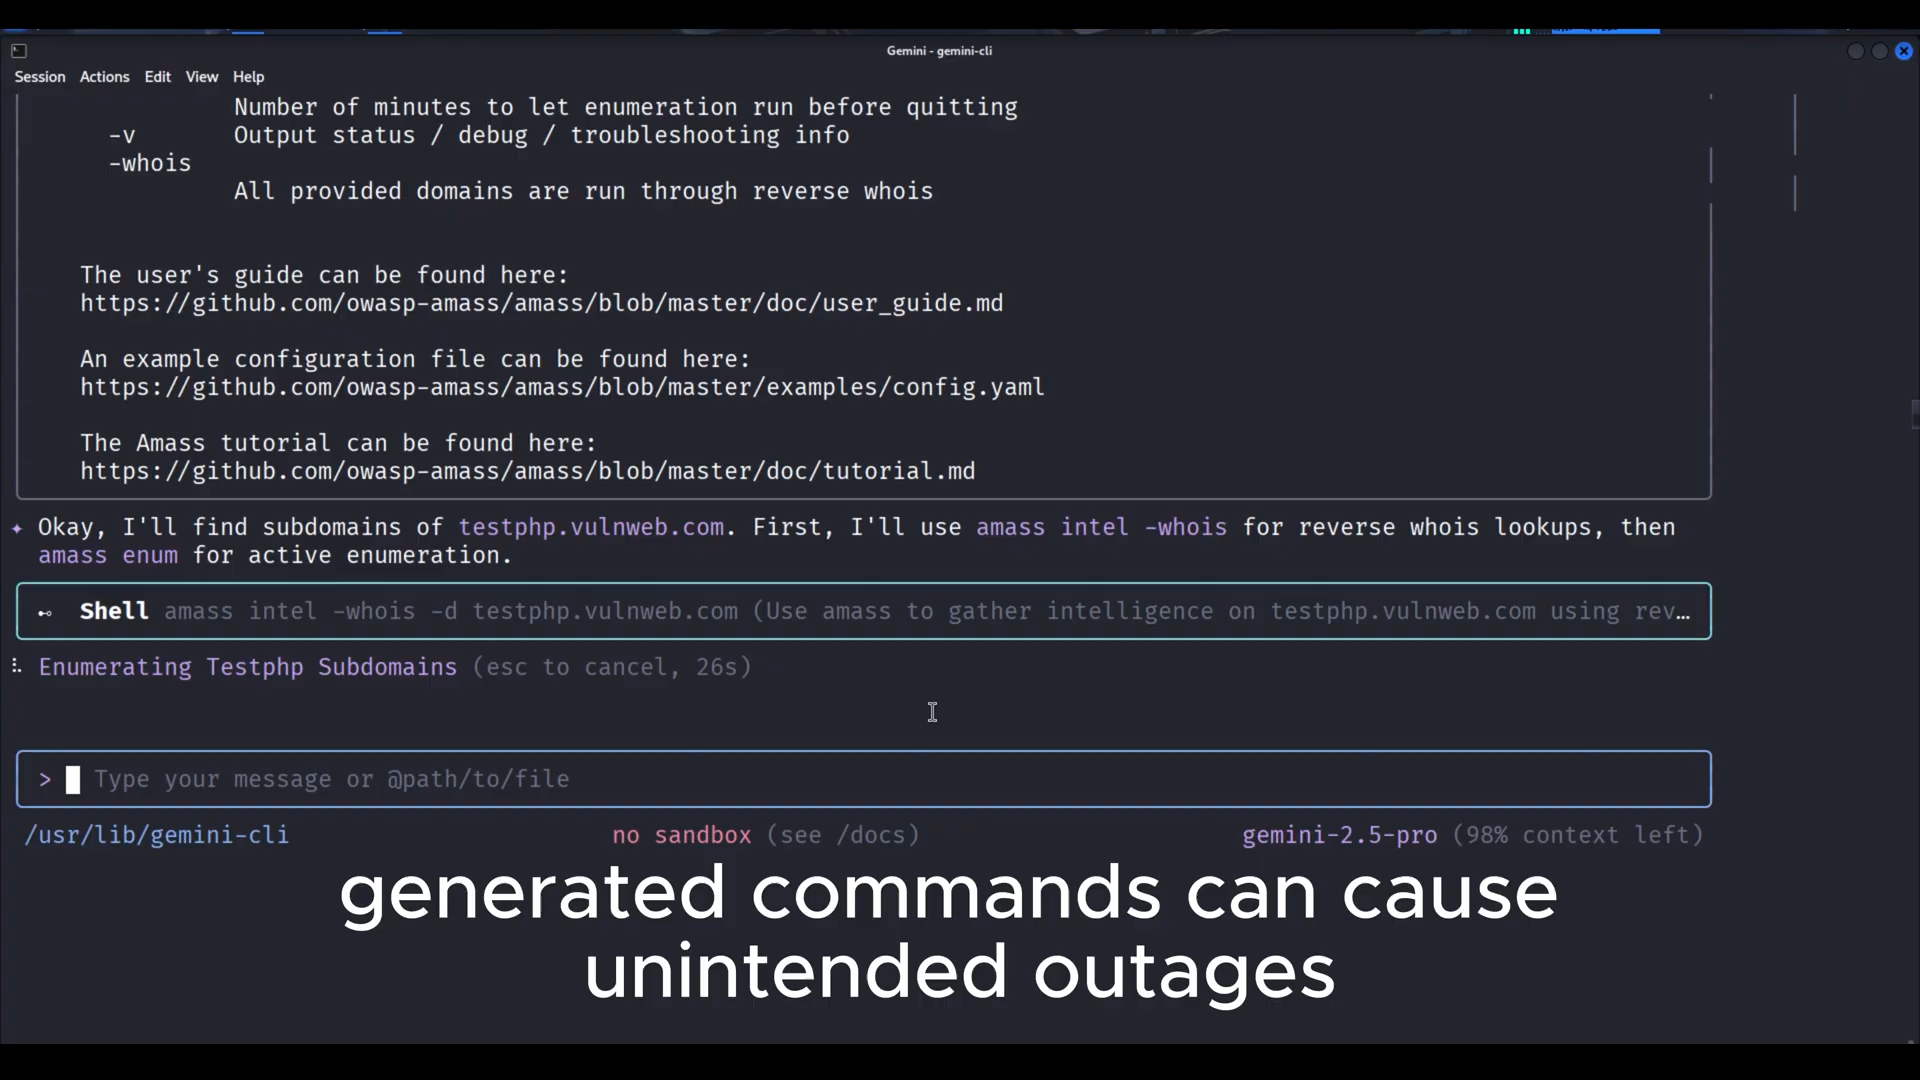 Gemini - gemini-cli
Session Actions Edit View Help
Number of minutes to let enumeration run before quitting
-v Output status / debug / troubleshooting info
-whois
All provided domains are run through reverse whois
The user's guide can be found here:
https://github.com/owasp-amass/amass/blob/master/doc/user_guide.md
An example configuration file can be found here:
https://github.com/owasp-amass/amass/blob/master/examples/config.yaml
The Amass tutorial can be found here:
https://github.com/owasp-amass/amass/blob/master/doc/tutorial.md
Okay, I'll find subdomains of testphp.vulnweb.com. First, I'll use amass intel -whois for reverse whois lookups, then
amass enum for active enumeration.
Shell amass intel -whois -d testphp.vulnweb.com (Use amass to gather intelligence on testphp.vulnweb.com using rev…
Enumerating Testphp Subdomains (esc to cancel, 26s)
> Type your message or @path/to/file
/usr/lib/gemini-cli no sandbox (see /docs) gemini-2.5-pro (98% context left)
generated commands can cause
unintended outages